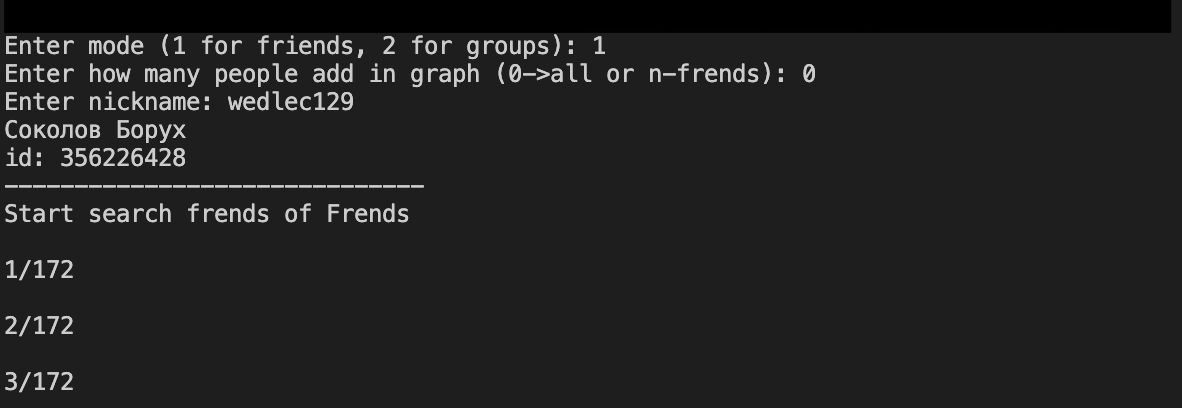 Enter mode (1 for friends, 2 for groups): 1
Enter how many people add in graph (0->all or n-frends): 0
Enter nickname: wedlec129
Соколов Борух
id: 356226428
------------------------------
Start search frends of Frends
1/172
2/172
3/172